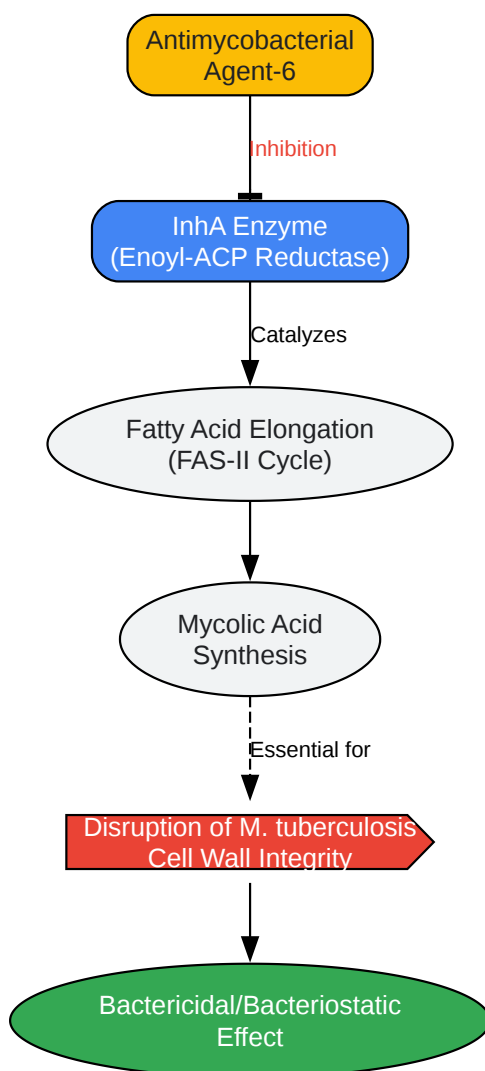 Antimycobacterial
Agent-6
Inhibition
InhA Enzyme
(Enoyl-ACP Reductase)
Catalyzes
Fatty Acid Elongation
(FAS-II Cycle)
Mycolic Acid
Synthesis
Essential for
Disruption of M. tuberculosis
Cell Wall Integrity
Bactericidal/Bacteriostatic
Effect